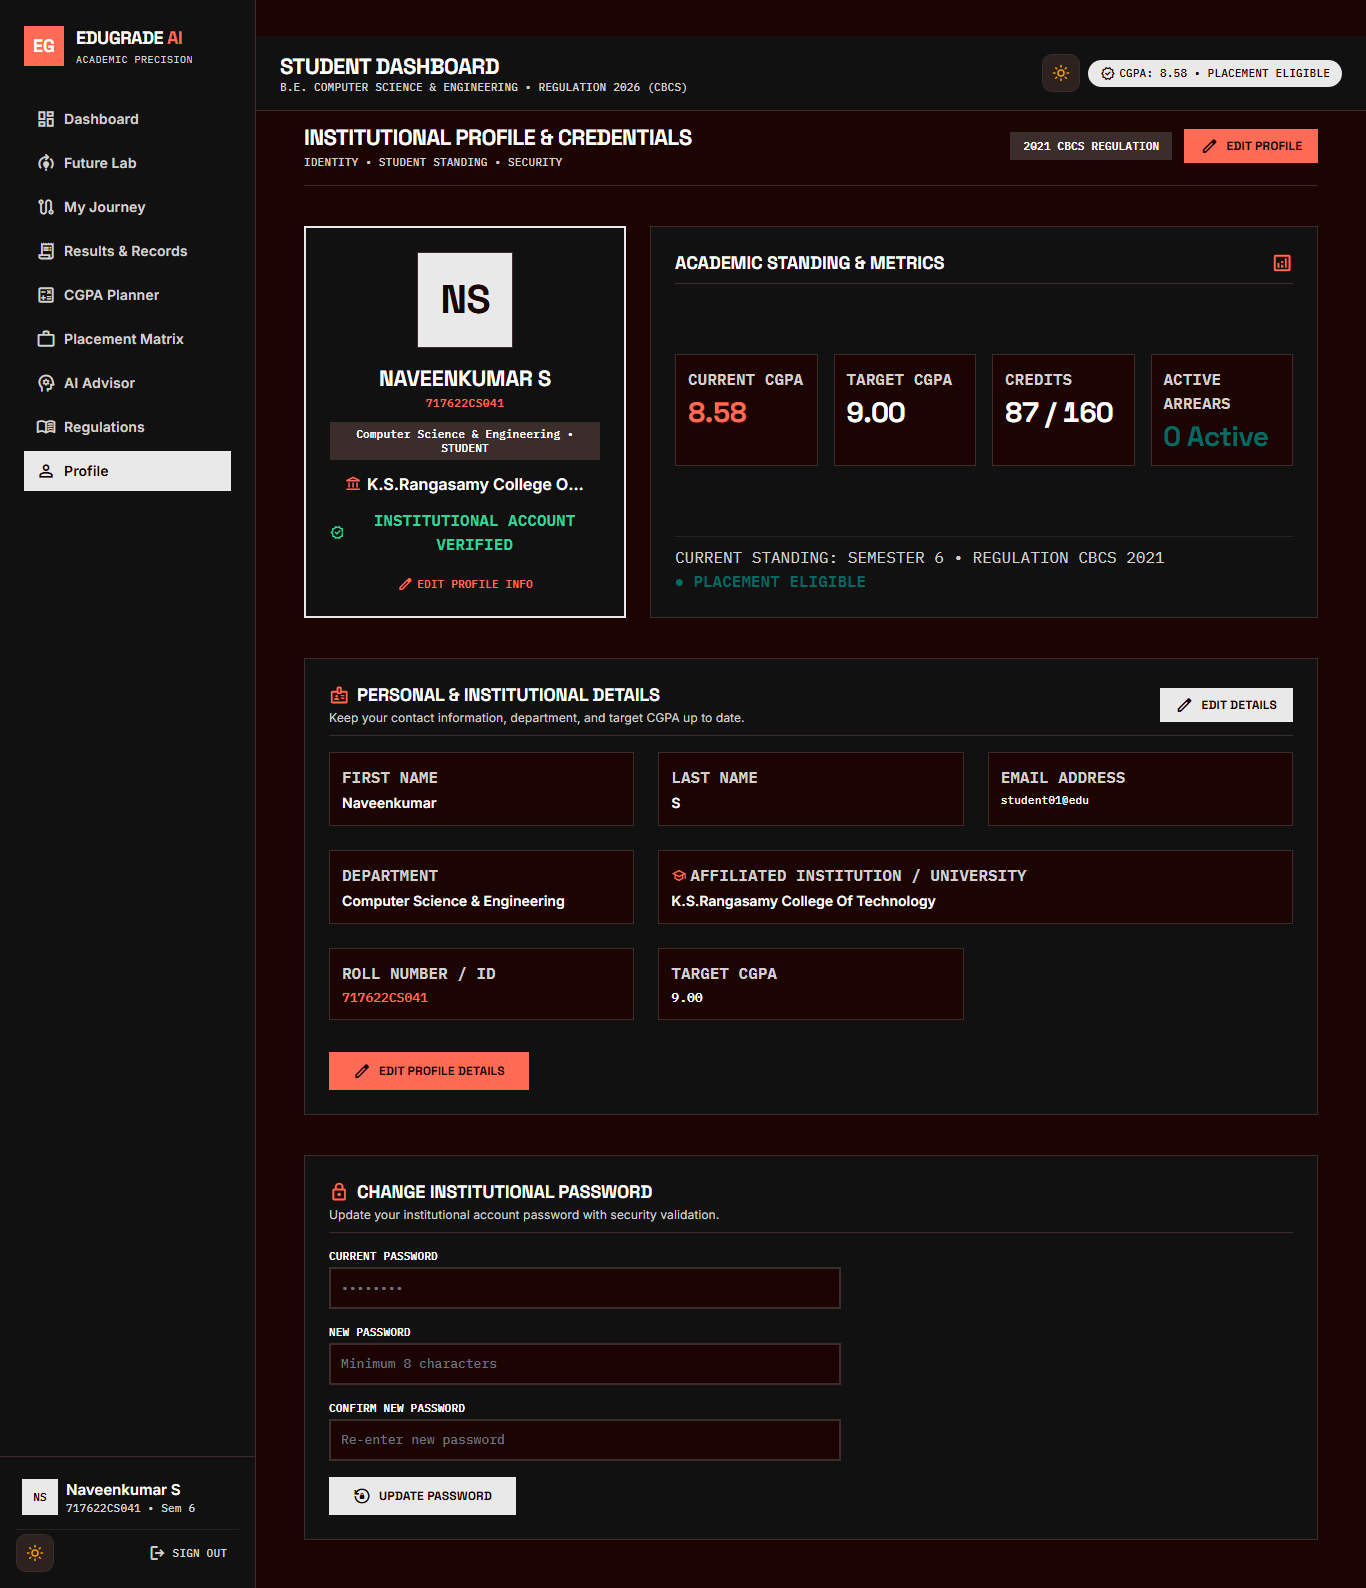 EG
EDUGRADE AI
ACADEMIC PRECISION
Dashboard
Future Lab
My Journey
Results & Records
CGPA Planner
Placement Matrix
AI Advisor
Regulations
Profile
NS
Naveenkumar S
717622CS041 • Sem 6
SIGN OUT
STUDENT DASHBOARD
B.E. COMPUTER SCIENCE & ENGINEERING • REGULATION 2026 (CBCS)
CGPA: 8.58 • PLACEMENT ELIGIBLE
INSTITUTIONAL PROFILE & CREDENTIALS
IDENTITY • STUDENT STANDING • SECURITY
2021 CBCS REGULATION
EDIT PROFILE
NS
NAVEENKUMAR S
717622CS041
Computer Science & Engineering •
STUDENT
K.S.Rangasamy College O...
INSTITUTIONAL ACCOUNT
VERIFIED
EDIT PROFILE INFO
ACADEMIC STANDING & METRICS
CURRENT CGPA
8.58
TARGET CGPA
9.00
CREDITS
87 / 160
ACTIVE
ARREARS
0 Active
CURRENT STANDING: SEMESTER 6 • REGULATION CBCS 2021
● PLACEMENT ELIGIBLE
PERSONAL & INSTITUTIONAL DETAILS
Keep your contact information, department, and target CGPA up to date.
EDIT DETAILS
FIRST NAME
Naveenkumar
LAST NAME
S
EMAIL ADDRESS
student01@edu
DEPARTMENT
Computer Science & Engineering
AFFILIATED INSTITUTION / UNIVERSITY
K.S.Rangasamy College Of Technology
ROLL NUMBER / ID
717622CS041
TARGET CGPA
9.00
EDIT PROFILE DETAILS
CHANGE INSTITUTIONAL PASSWORD
Update your institutional account password with security validation.
CURRENT PASSWORD
••••••••
NEW PASSWORD
Minimum 8 characters
CONFIRM NEW PASSWORD
Re-enter new password
UPDATE PASSWORD